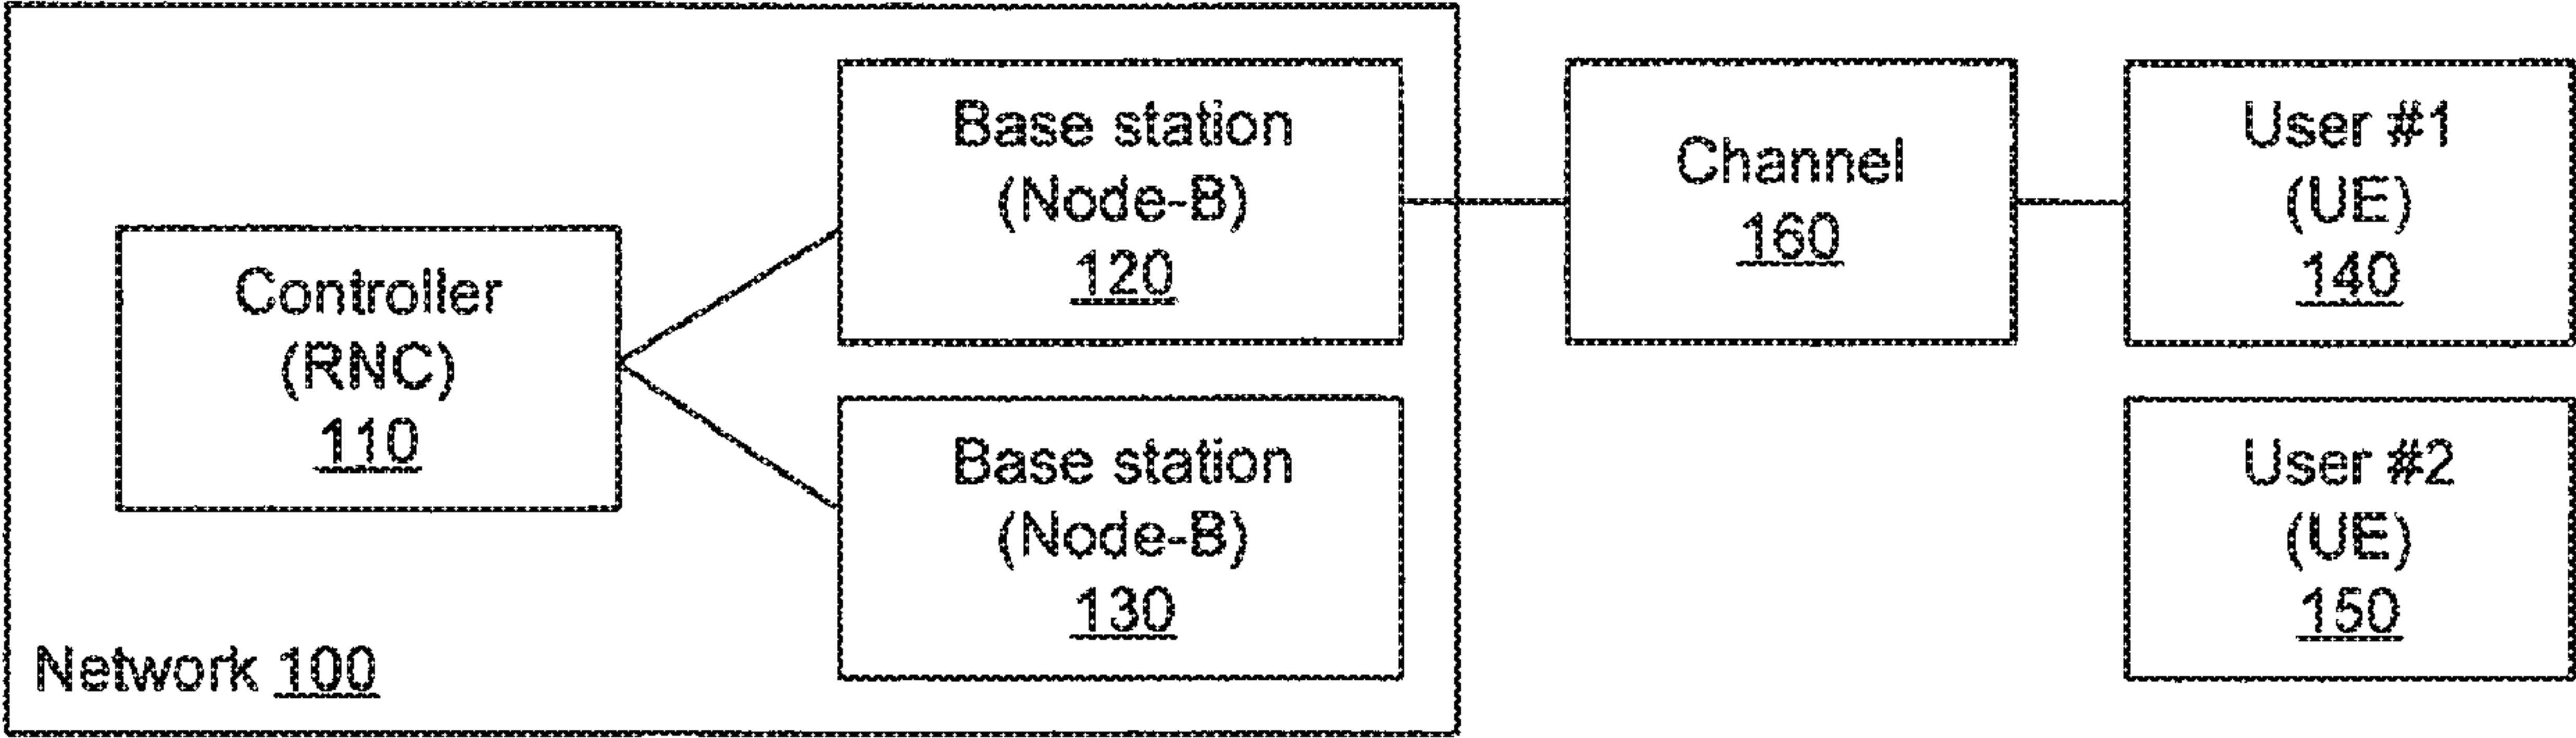 Controller
(RNC)
110
Base station
(Node-B)
120
Base station
(Node-B)
130
Network 100
Channel
160
User #1
(UE)
140
User #2
(UE)
150